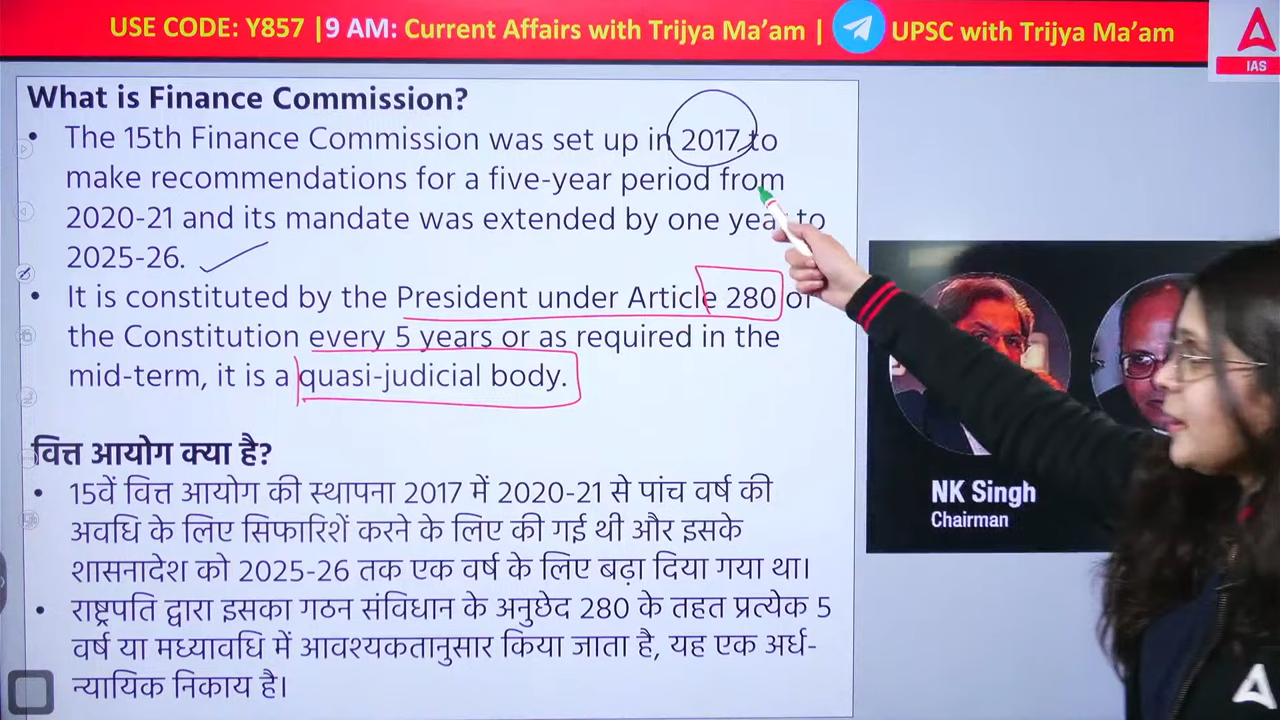 USE CODE: Y857 |9 AM: Current Affairs with Trijya Ma'am | UPSC with Trijya Ma'am
IAS
What is Finance Commission?
• The 15th Finance Commission was set up in 2017 to
make recommendations for a five-year period from
2020-21 and its mandate was extended by one year to
2025-26.
• It is constituted by the President under Article 280 of
the Constitution every 5 years or as required in the
mid-term, it is a quasi-judicial body.
वित्त आयोग क्या है?
• 15वें वित्त आयोग की स्थापना 2017 में 2020-21 से पांच वर्ष की
अवधि के लिए सिफारिशें करने के लिए की गई थी और इसके
शासनादेश को 2025-26 तक एक वर्ष के लिए बढ़ा दिया गया था।
• राष्ट्रपति द्वारा इसका गठन संविधान के अनुछेद 280 के तहत प्रत्येक 5
वर्ष या मध्यावधि में आवश्यकतानुसार किया जाता है, यह एक अर्ध-
न्यायिक निकाय है।
NK Singh
Chairman